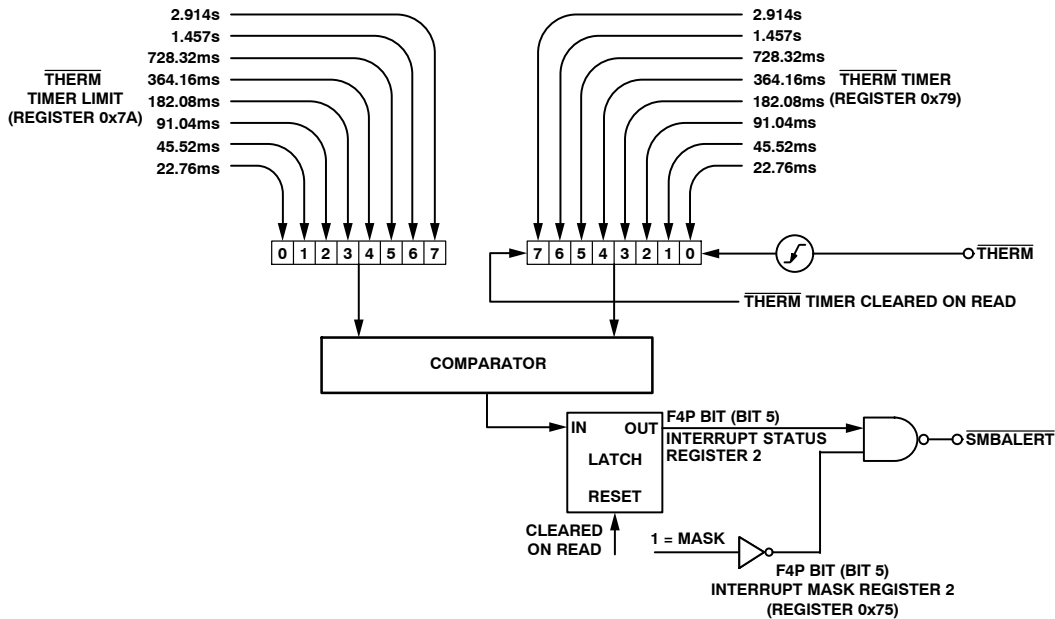 2.914s
1.457s
728.32ms
364.16ms
182.08ms
91.04ms
45.52ms
22.76ms
THERM
TIMER LIMIT
(REGISTER 0x7A)
2.914s
1.457s
728.32ms
364.16ms
182.08ms
91.04ms
45.52ms
22.76ms
THERM TIMER
(REGISTER 0x79)
0 1 2 3 4 5 6 7
7 6 5 4 3 2 1 0
THERM
THERM TIMER CLEARED ON READ
COMPARATOR
IN OUT
LATCH
RESET
F4P BIT (BIT 5)
INTERRUPT STATUS
REGISTER 2
SMBALERT
CLEARED
ON READ
1 = MASK
F4P BIT (BIT 5)
INTERRUPT MASK REGISTER 2
(REGISTER 0x75)